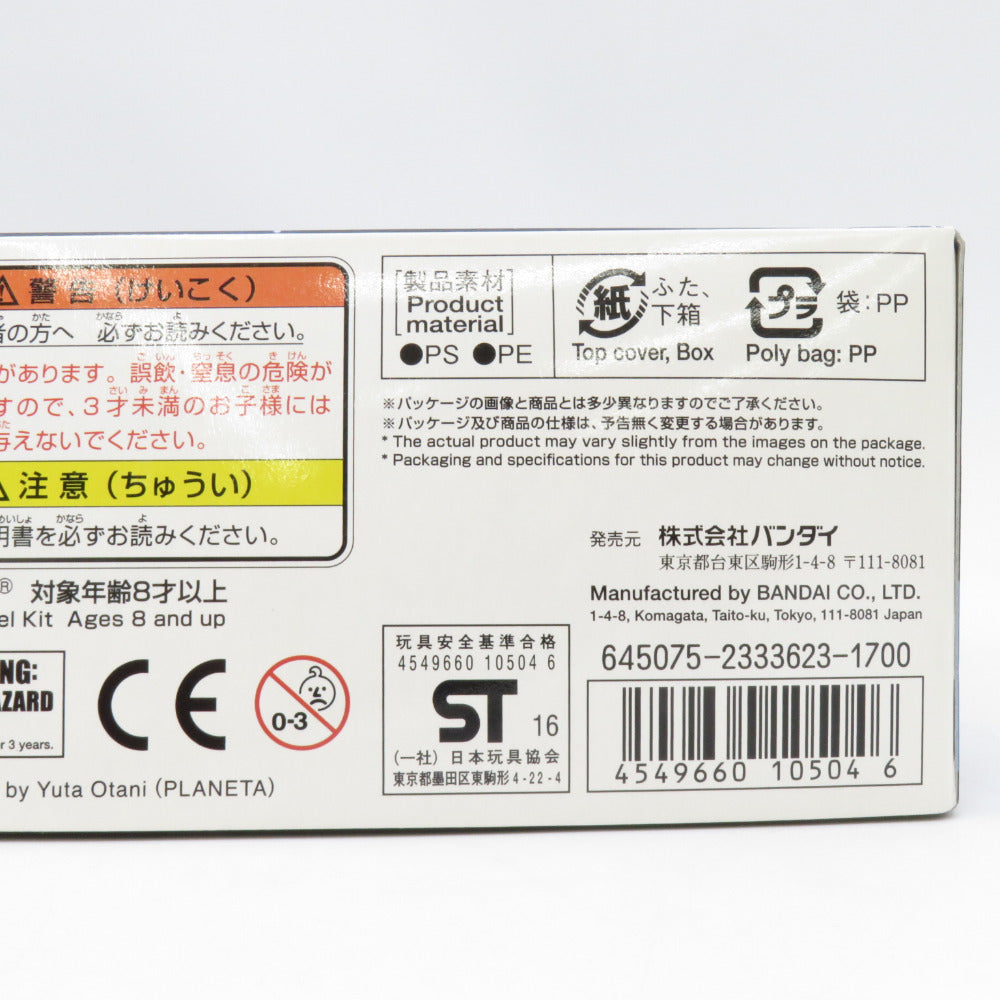 警告（けいこく）
者の方へ 必ずお読みください。
があります。誤飲・窒息の危険が
すので、3才未満のお子様には
与えないでください。
注意（ちゅうい）
明書を必ずお読みください。
® 対象年齢8才以上
el Kit Ages 8 and up
NG:
AZARD
r 3 years.
CE
0-3
by Yuta Otani (PLANETA)
[製品素材
Product
material]
●PS ●PE
紙 ふた、
下箱
Top cover, Box
プラ 袋：PP
Poly bag: PP
※パッケージの画像と商品とは多少異なりますのでご了承ください。
※パッケージ及び商品の仕様は、予告無く変更する場合があります。
* The actual product may vary slightly from the images on the package.
* Packaging and specifications for this product may change without notice.
発売元 株式会社バンダイ
東京都台東区駒形1-4-8 〒111-8081
Manufactured by BANDAI CO., LTD.
1-4-8, Komagata, Taito-ku, Tokyo, 111-8081 Japan
玩具安全基準合格
4549660 10504 6
ST 16
(一社) 日本玩具協会
東京都墨田区東駒形4-22-4
645075-2333623-1700
4549660 105046